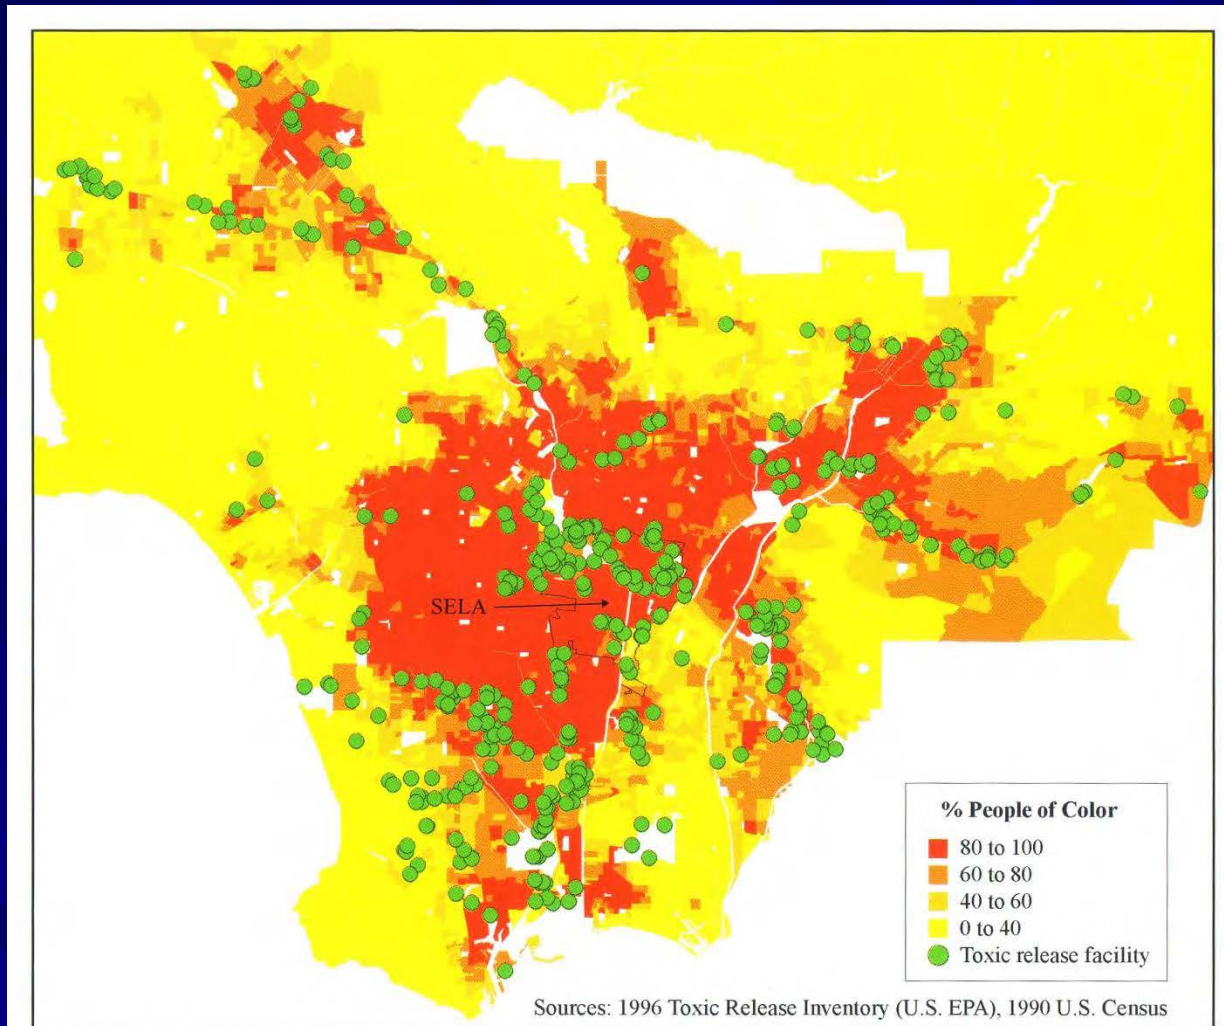 SELA
% People of Color
80 to 100
60 to 80
40 to 60
0 to 40
Toxic release facility
Sources: 1996 Toxic Release Inventory (U.S. EPA), 1990 U.S. Census